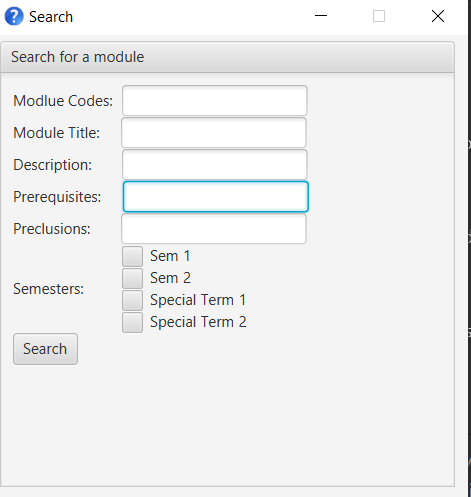 Search
Search for a module
Modlue Codes:
Module Title:
Description:
Prerequisites:
Preclusions:
Semesters:
Sem 1
Sem 2
Special Term 1
Special Term 2
Search